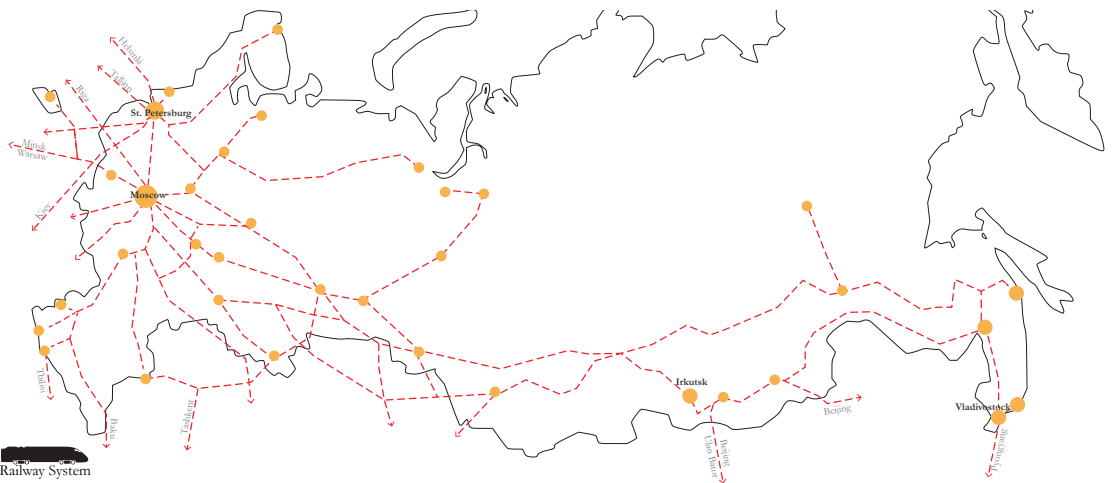 Helsinki
Tallinn
Riga
St. Petersburg
Minsk
Warsaw
Moscow
Kiev
Tbilisi
Baku
Tashkent
Irkutsk
Beijing
Ulan Bator
Beijing
Vladivostock
Pyongyang
Railway System